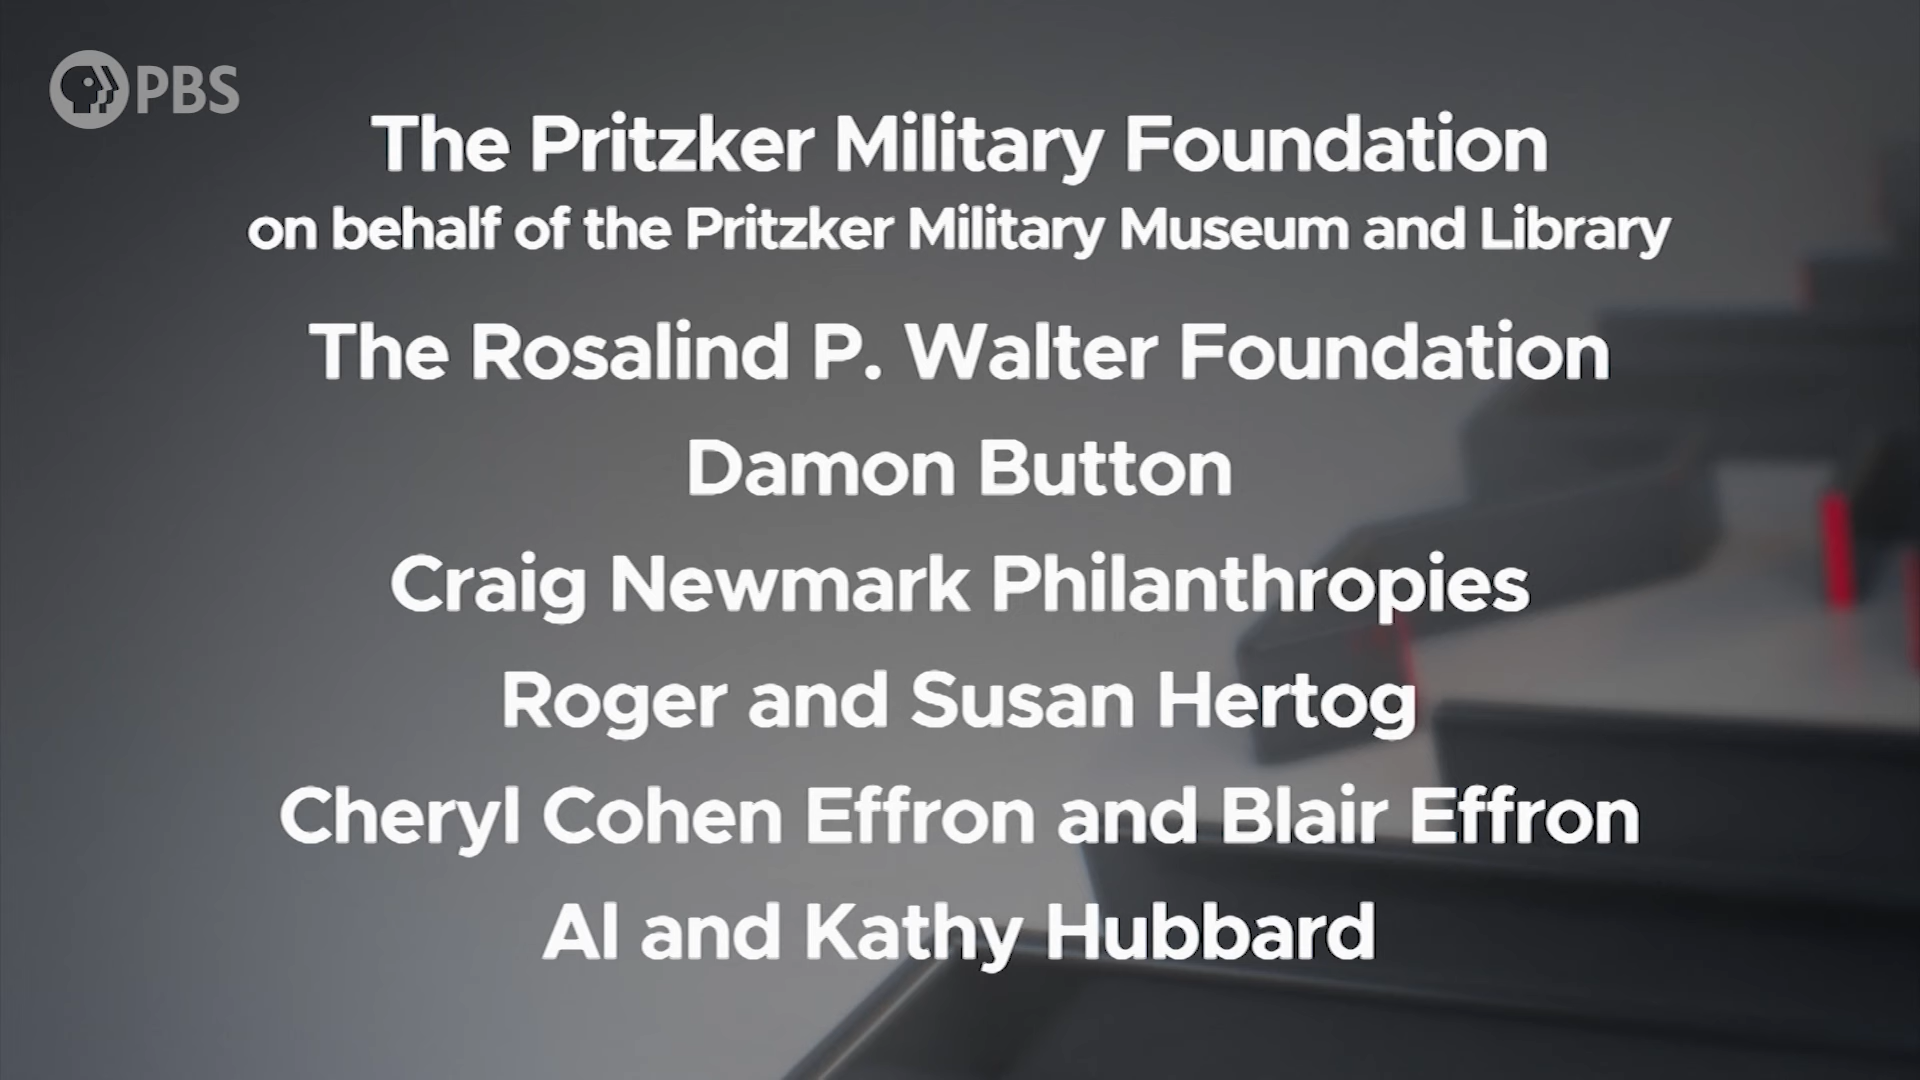 PBS
The Pritzker Military Foundation
on behalf of the Pritzker Military Museum and Library
The Rosalind P. Walter Foundation
Damon Button
Craig Newmark Philanthropies
Roger and Susan Hertog
Cheryl Cohen Effron and Blair Effron
Al and Kathy Hubbard